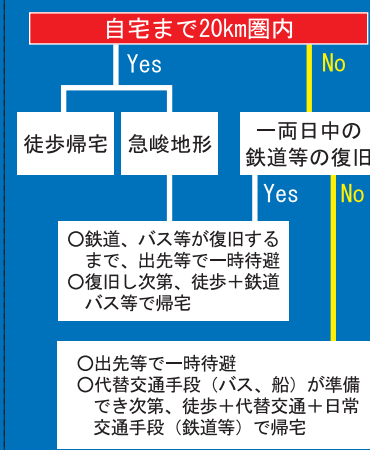 自宅まで20km圏内
Yes
No
徒歩帰宅
急峻地形
一両日中の
鉄道等の復旧
Yes
No
○鉄道、バス等が復旧する
まで、出先等で一時待避
○復旧し次第、徒歩＋鉄道
バス等で帰宅
○出先等で一時待避
○代替交通手段（バス、船）が準備
でき次第、徒歩＋代替交通＋日常
交通手段（鉄道等）で帰宅